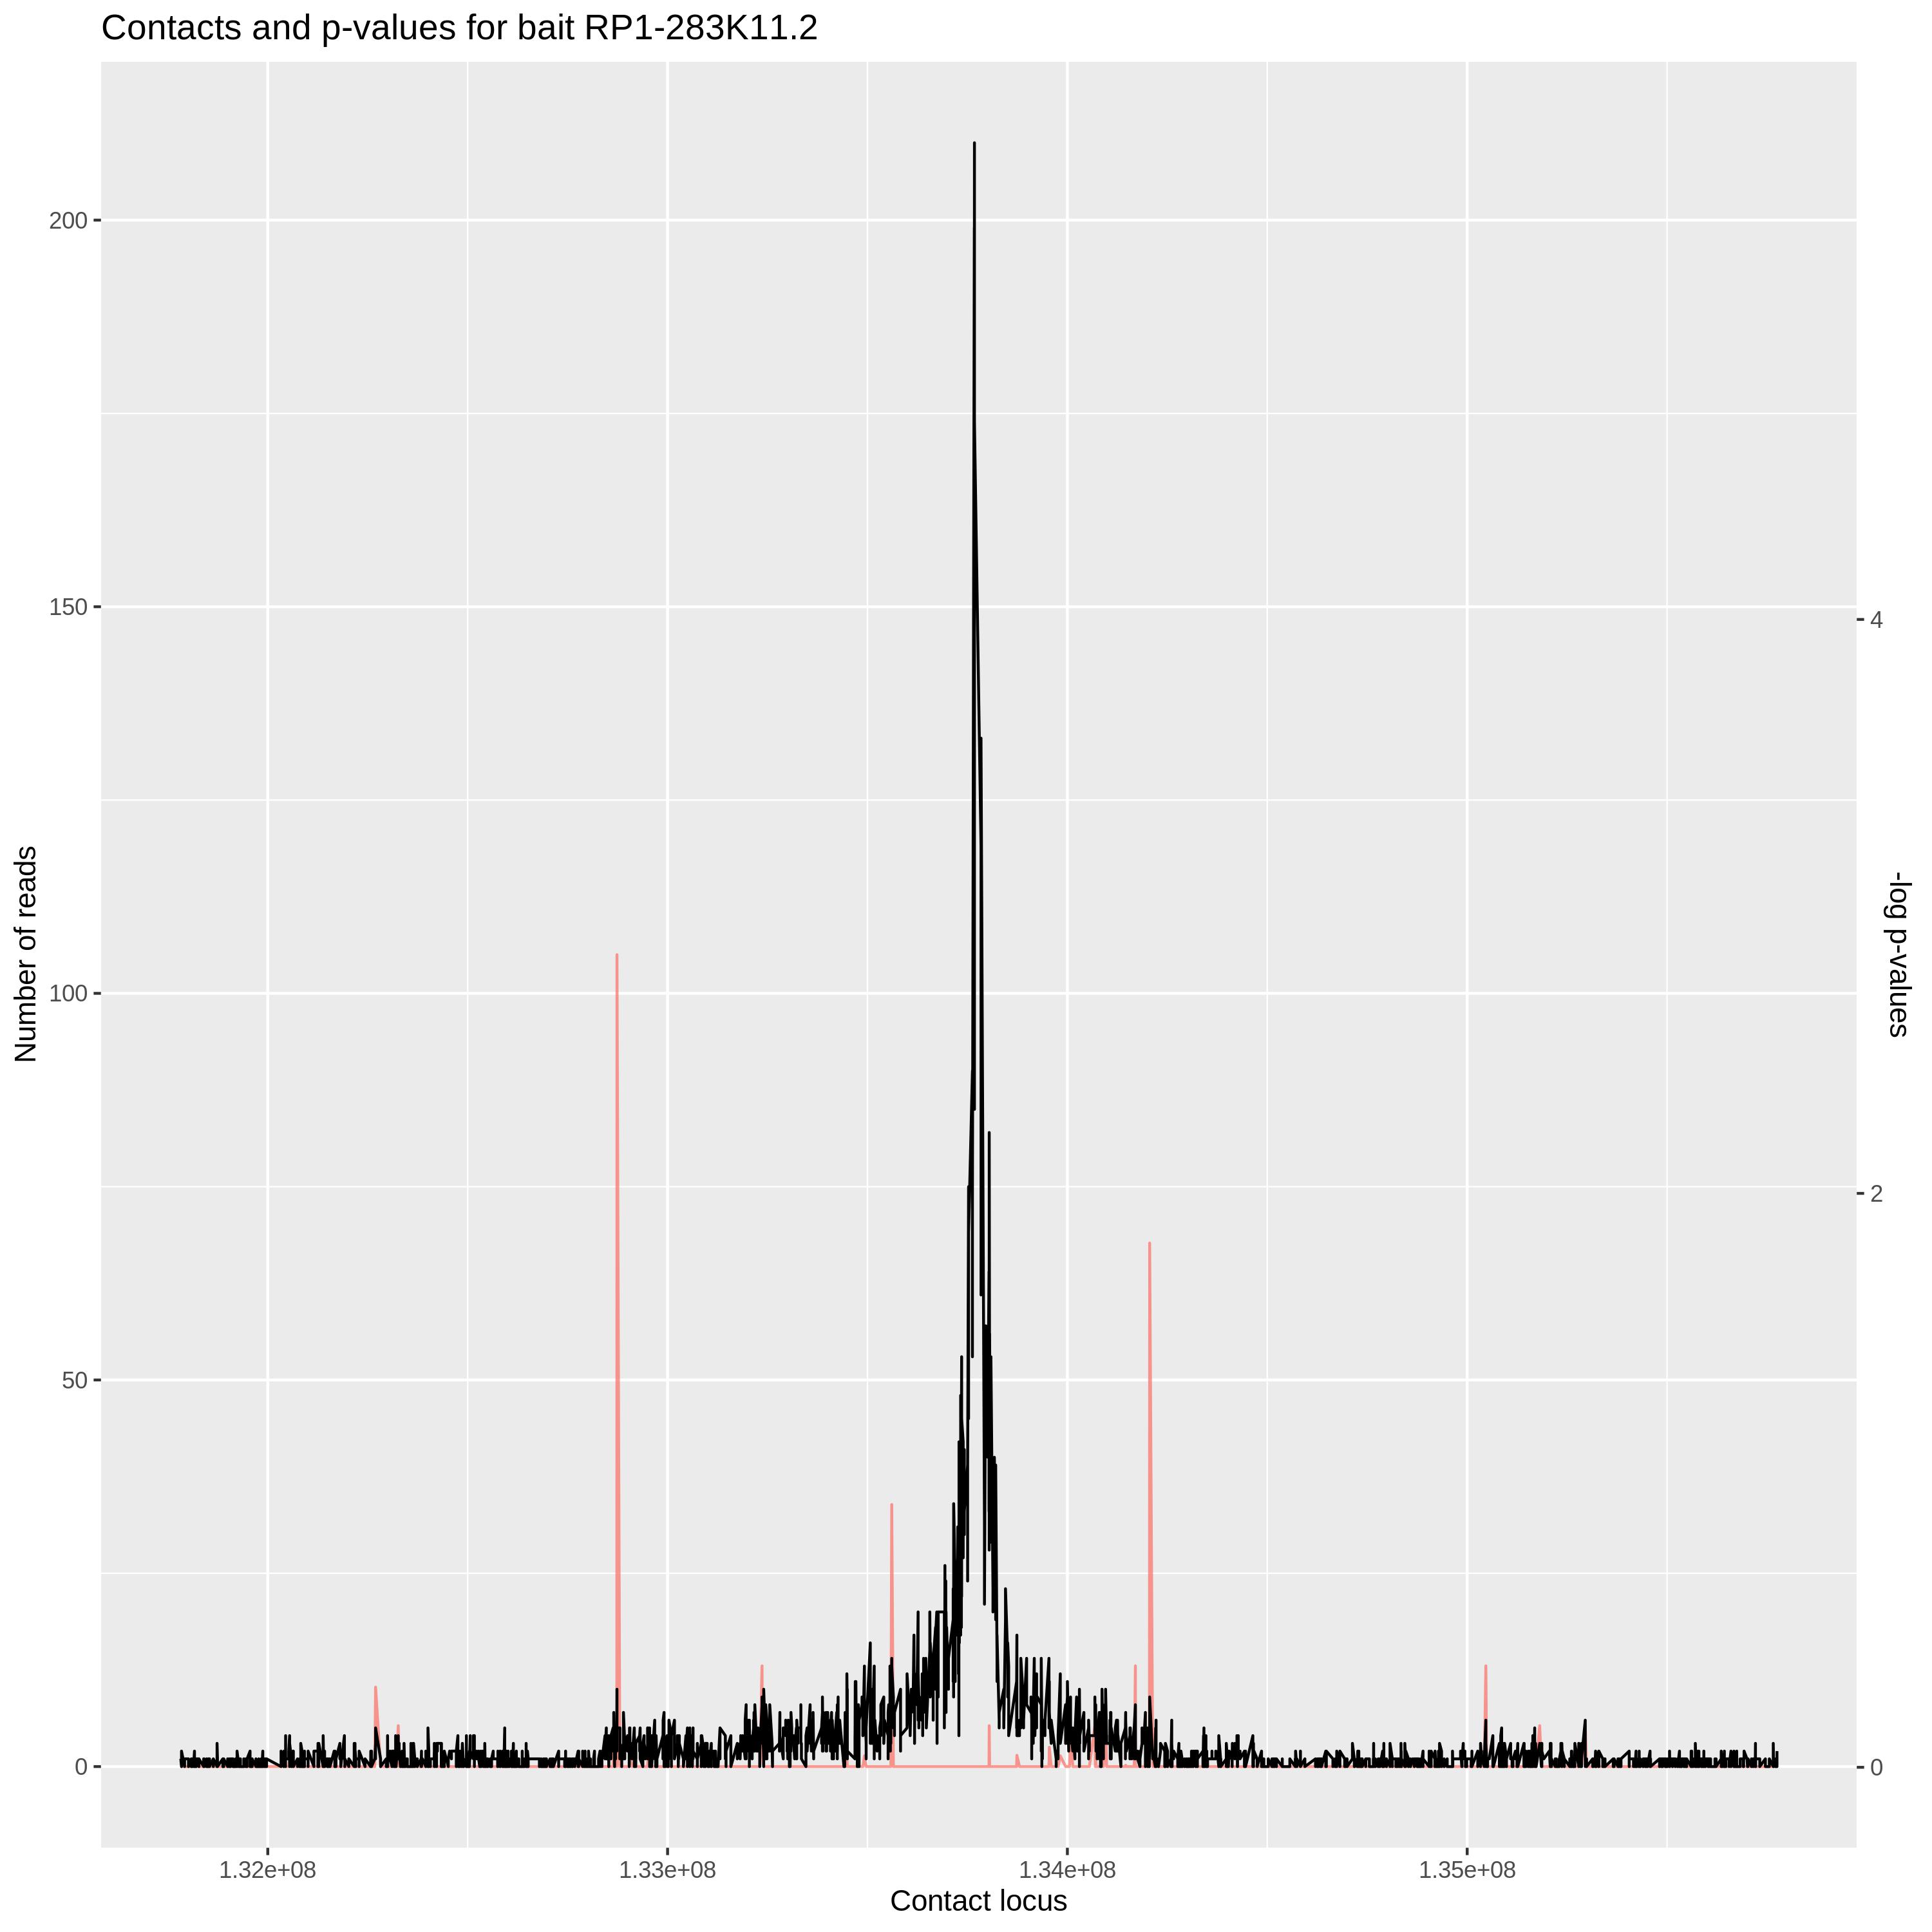 Contacts and p-values for bait RP1-283K11.2
200
150
100
50
0
Number of reads
4
2
0
-log p-values
1.32e+08
1.33e+08
1.34e+08
1.35e+08
Contact locus